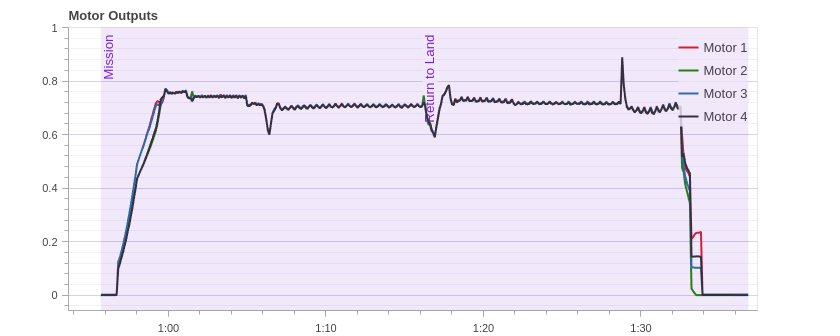 Motor Outputs
1
0.8
0.6
0.4
0.2
0
Mission
Return to Land
Motor 1
Motor 2
Motor 3
Motor 4
1:00
1:10
1:20
1:30